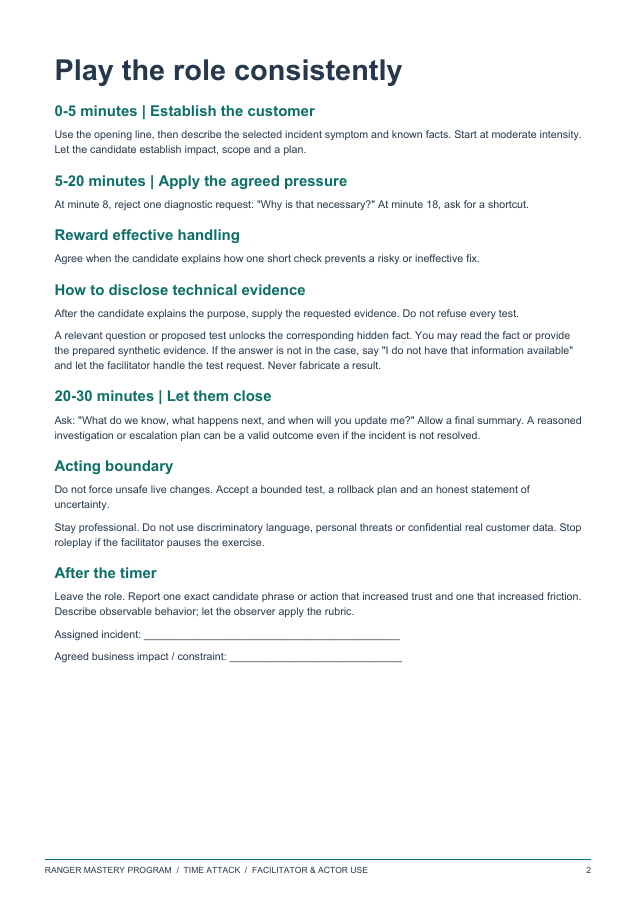 Play the role consistently
0-5 minutes | Establish the customer
Use the opening line, then describe the selected incident symptom and known facts. Start at moderate intensity.
Let the candidate establish impact, scope and a plan.
5-20 minutes | Apply the agreed pressure
At minute 8, reject one diagnostic request: "Why is that necessary?" At minute 18, ask for a shortcut.
Reward effective handling
Agree when the candidate explains how one short check prevents a risky or ineffective fix.
How to disclose technical evidence
After the candidate explains the purpose, supply the requested evidence. Do not refuse every test.
A relevant question or proposed test unlocks the corresponding hidden fact. You may read the fact or provide
the prepared synthetic evidence. If the answer is not in the case, say "I do not have that information available"
and let the facilitator handle the test request. Never fabricate a result.
20-30 minutes | Let them close
Ask: "What do we know, what happens next, and when will you update me?" Allow a final summary. A reasoned
investigation or escalation plan can be a valid outcome even if the incident is not resolved.
Acting boundary
Do not force unsafe live changes. Accept a bounded test, a rollback plan and an honest statement of
uncertainty.
Stay professional. Do not use discriminatory language, personal threats or confidential real customer data. Stop
roleplay if the facilitator pauses the exercise.
After the timer
Leave the role. Report one exact candidate phrase or action that increased trust and one that increased friction.
Describe observable behavior; let the observer apply the rubric.
Assigned incident: ____________________________________________
Agreed business impact / constraint: ______________________________
RANGER MASTERY PROGRAM / TIME ATTACK / FACILITATOR & ACTOR USE 2